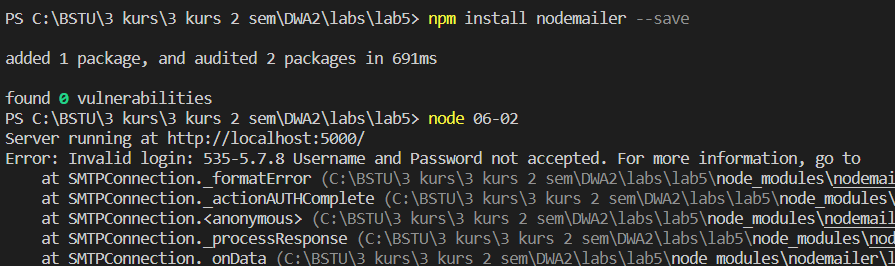 PS C:\BSTU\3 kurs\3 kurs 2 sem\DWA2\labs\lab5> npm install nodemailer --save
added 1 package, and audited 2 packages in 691ms
found 0 vulnerabilities
PS C:\BSTU\3 kurs\3 kurs 2 sem\DWA2\labs\lab5> node 06-02
Server running at http://localhost:5000/
Error: Invalid login: 535-5.7.8 Username and Password not accepted. For more information, go to
at SMTPConnection._formatError (C:\BSTU\3 kurs\3 kurs 2 sem\DWA2\labs\lab5\node_modules\nodemai
at SMTPConnection._actionAUTHComplete (C:\BSTU\3 kurs\3 kurs 2 sem\DWA2\labs\lab5\node_modules\
at SMTPConnection.<anonymous> (C:\BSTU\3 kurs\3 kurs 2 sem\DWA2\labs\lab5\node_modules\nodemail
at SMTPConnection._processResponse (C:\BSTU\3 kurs\3 kurs 2 sem\DWA2\labs\lab5\node_modules\nod
at SMTPConnection._onData (C:\BSTU\3 kurs\3 kurs 2 sem\DWA2\labs\lab5\node_modules\nodemailer\l